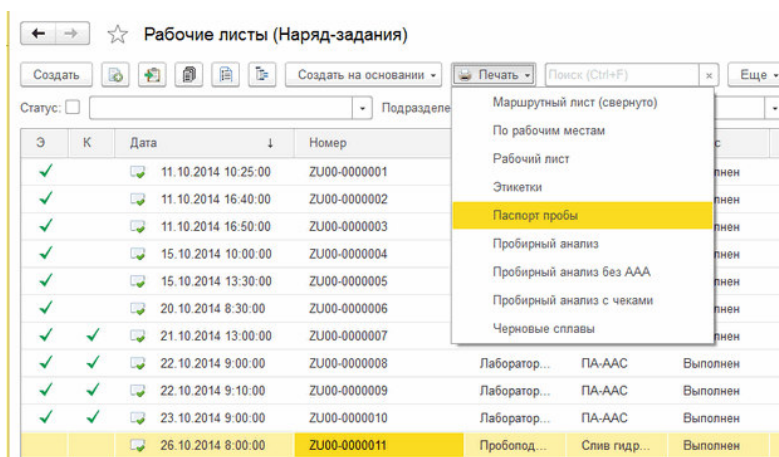 Рабочие листы (Наряд-задания)
Создать Создать на основании Печать Поиск (Ctrl+F) × Еще
Статус: Подразделе
Маршрутный лист (свернуто)
По рабочим местам
Рабочий лист
Этикетки
Паспорт пробы
Пробирный анализ
Пробирный анализ без ААА
Пробирный анализ с чеками
Черновые сплавы
Э К Дата ↓ Номер с
11.10.2014 10:25:00 ZU00-0000001 лнен
11.10.2014 16:40:00 ZU00-0000002 лнен
11.10.2014 16:50:00 ZU00-0000003 лнен
15.10.2014 10:00:00 ZU00-0000004 лнен
15.10.2014 13:30:00 ZU00-0000005 лнен
20.10.2014 8:30:00 ZU00-0000006 лнен
21.10.2014 13:00:00 ZU00-0000007 лнен
22.10.2014 9:00:00 ZU00-0000008 Лаборатор... ПА-ААС Выполнен
22.10.2014 9:10:00 ZU00-0000009 Лаборатор... ПА-ААС Выполнен
23.10.2014 9:00:00 ZU00-0000010 Лаборатор... ПА-ААС Выполнен
26.10.2014 8:00:00 ZU00-0000011 Пробопод... Слив гидр... Выполнен